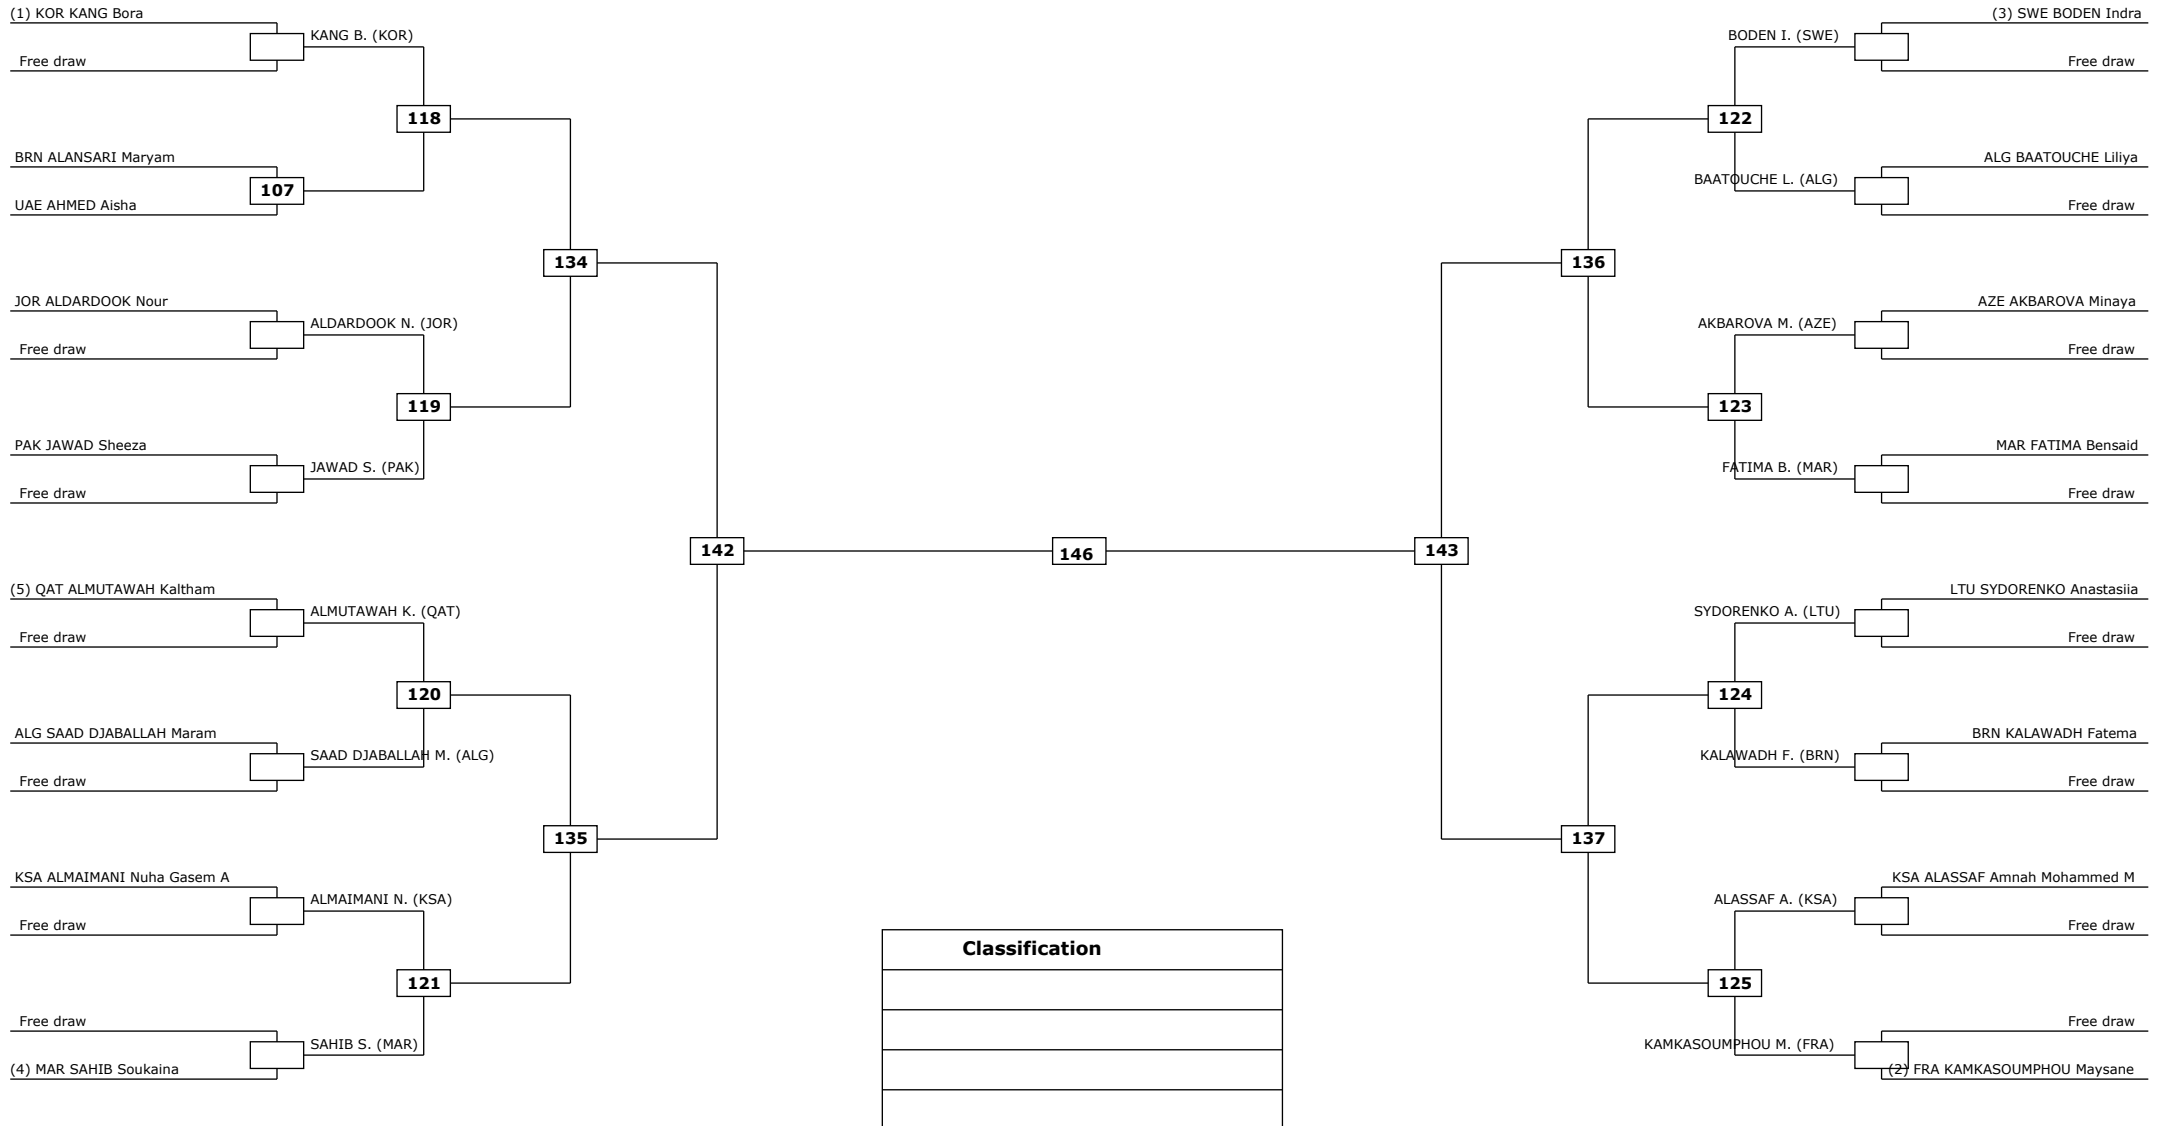 (1) KOR KANG Bora
KANG B. (KOR)
Free draw
118
BRN ALANSARI Maryam
107
UAE AHMED Aisha
134
JOR ALDARDOOK Nour
ALDARDOOK N. (JOR)
Free draw
119
PAK JAWAD Sheeza
JAWAD S. (PAK)
Free draw
142
(5) QAT ALMUTAWAH Kaltham
ALMUTAWAH K. (QAT)
Free draw
120
ALG SAAD DJABALLAH Maram
SAAD DJABALLAH M. (ALG)
Free draw
135
KSA ALMAIMANI Nuha Gasem A
ALMAIMANI N. (KSA)
Free draw
121
Free draw
SAHIB S. (MAR)
(4) MAR SAHIB Soukaina
146
Classification
(3) SWE BODEN Indra
BODEN I. (SWE)
Free draw
122
ALG BAATOUCHE Liliya
BAATOUCHE L. (ALG)
Free draw
136
AZE AKBAROVA Minaya
AKBAROVA M. (AZE)
Free draw
123
MAR FATIMA Bensaid
FATIMA B. (MAR)
Free draw
143
LTU SYDORENKO Anastasiia
SYDORENKO A. (LTU)
Free draw
124
BRN KALAWADH Fatema
KALAWADH F. (BRN)
Free draw
137
KSA ALASSAF Amnah Mohammed M
ALASSAF A. (KSA)
Free draw
125
Free draw
KAMKASOUMPHOU M. (FRA)
(2) FRA KAMKASOUMPHOU Maysane